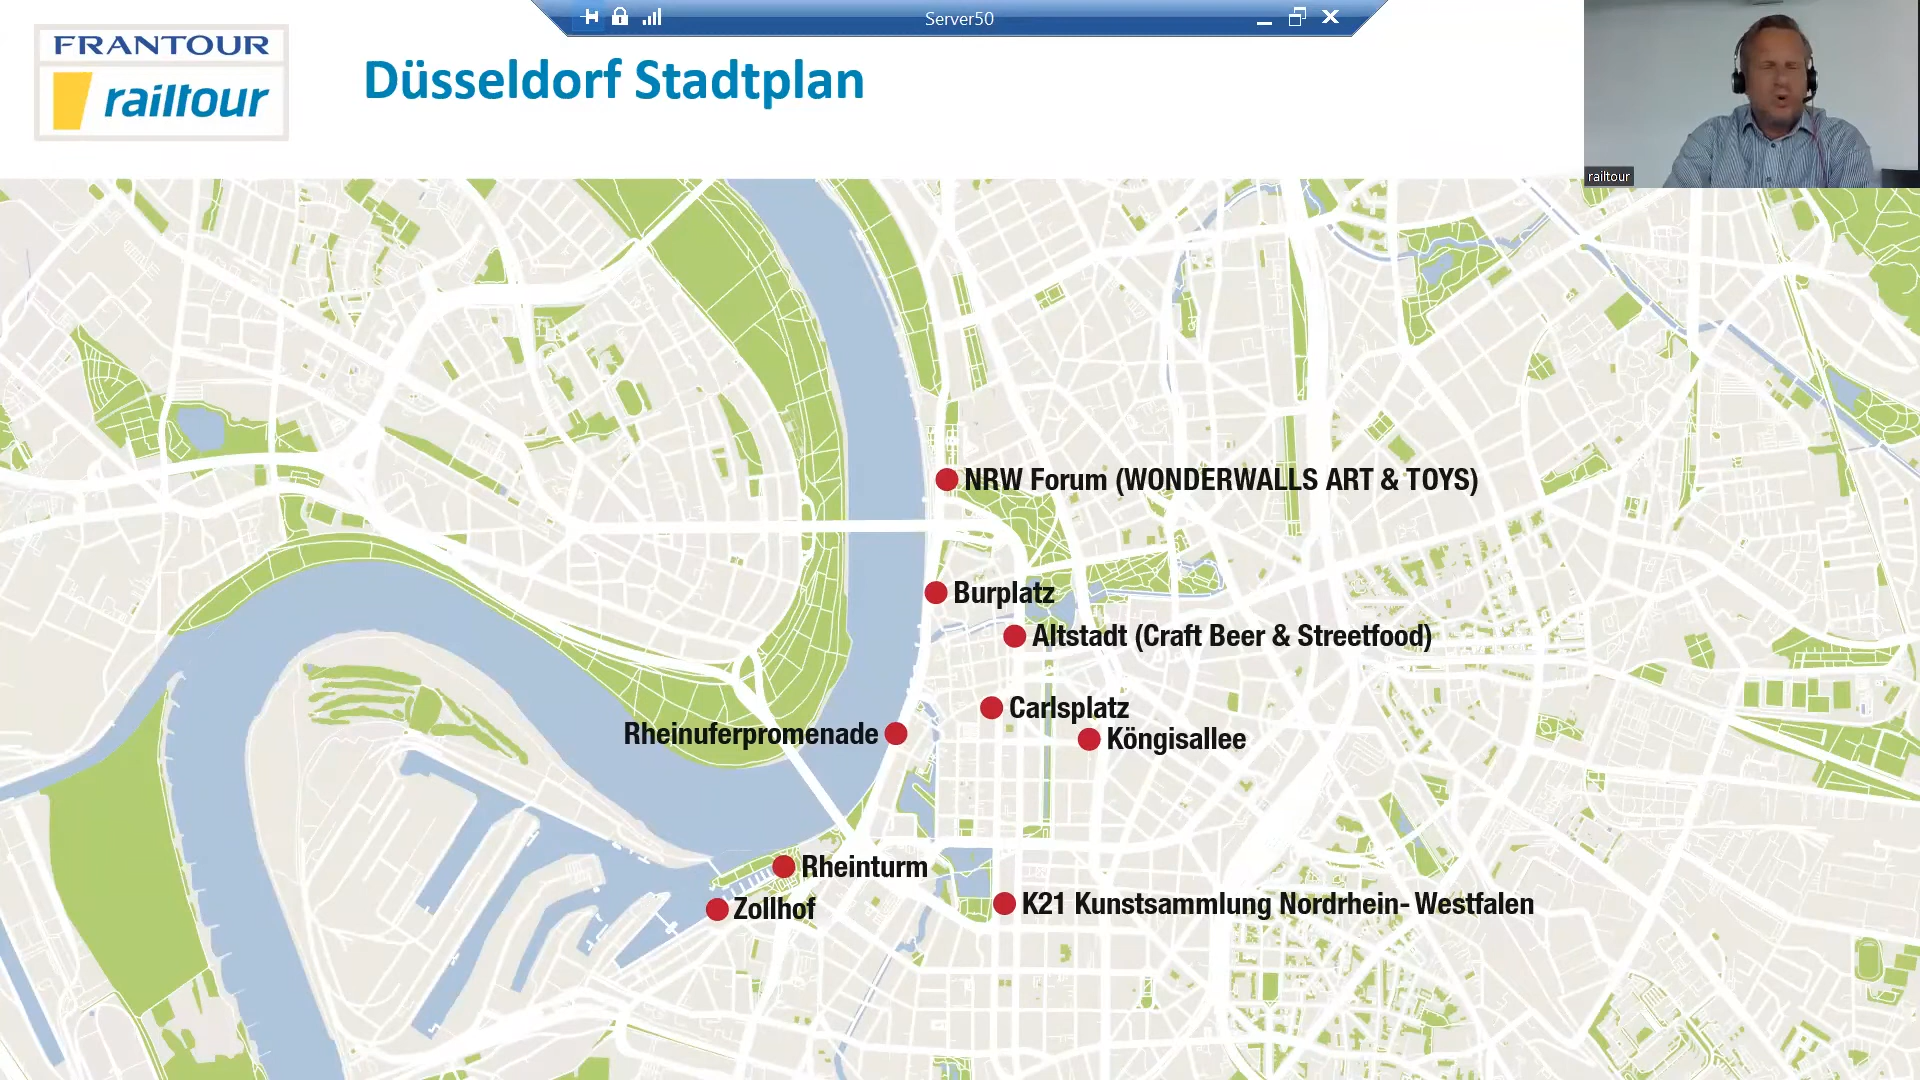 Server50
FRANTOUR
railtour
Düsseldorf Stadtplan
railtour
NRW Forum (WONDERWALLS ART & TOYS)
Burplatz
Altstadt (Craft Beer & Streetfood)
Carlsplatz
Rheinuferpromenade
Köngisallee
Rheinturm
K21 Kunstsammlung Nordrhein-Westfalen
Zollhof